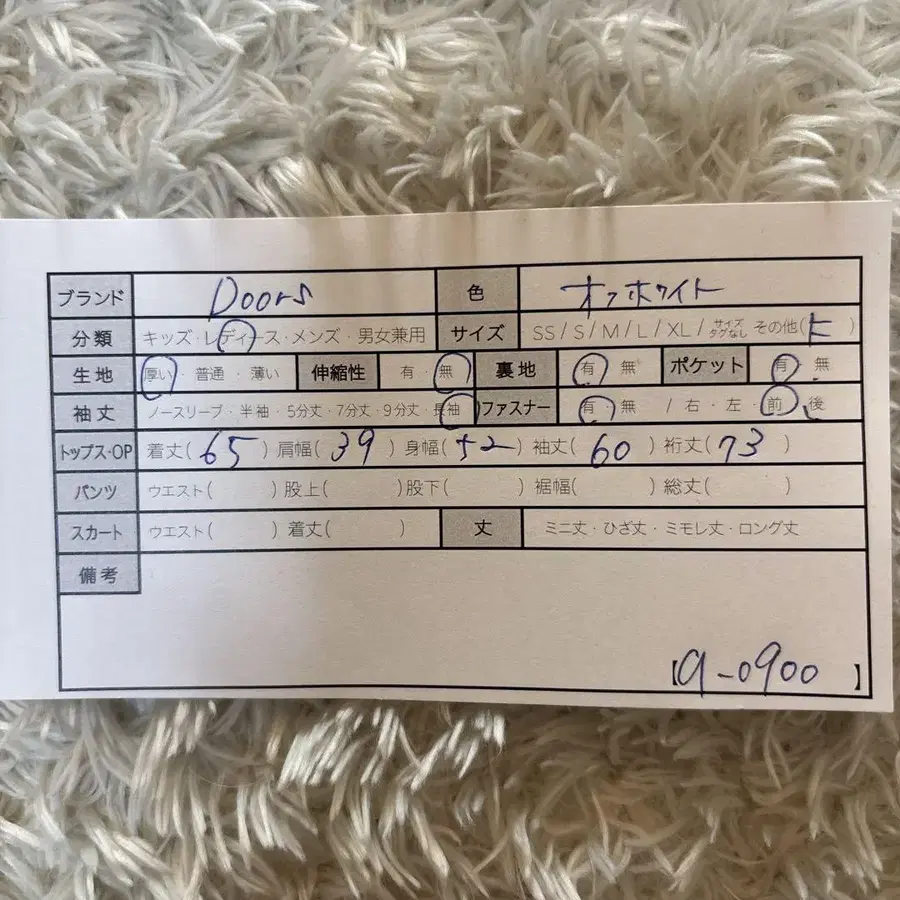 ブランド Doors 色 オフホワイト
分類 キッズ・レディース・メンズ・男女兼用 サイズ SS / S / M / L / XL / サイズタグなし その他( )
生地 厚い・普通・薄い 伸縮性 有・無 裏地 有・無 ポケット 有・無
袖丈 ノースリーブ・半袖・5分丈・7分丈・9分丈・長袖 ファスナー 有・無 / 右・左・前・後
トップス・OP 着丈( 65 ) 肩幅( 39 ) 身幅( 52 ) 袖丈( 60 ) 裄丈( 73 )
パンツ ウエスト( ) 股上( ) 股下( ) 裾幅( ) 総丈( )
スカート ウエスト( ) 着丈( ) 丈 ミニ丈・ひざ丈・ミモレ丈・ロング丈
備考
【9-0900】